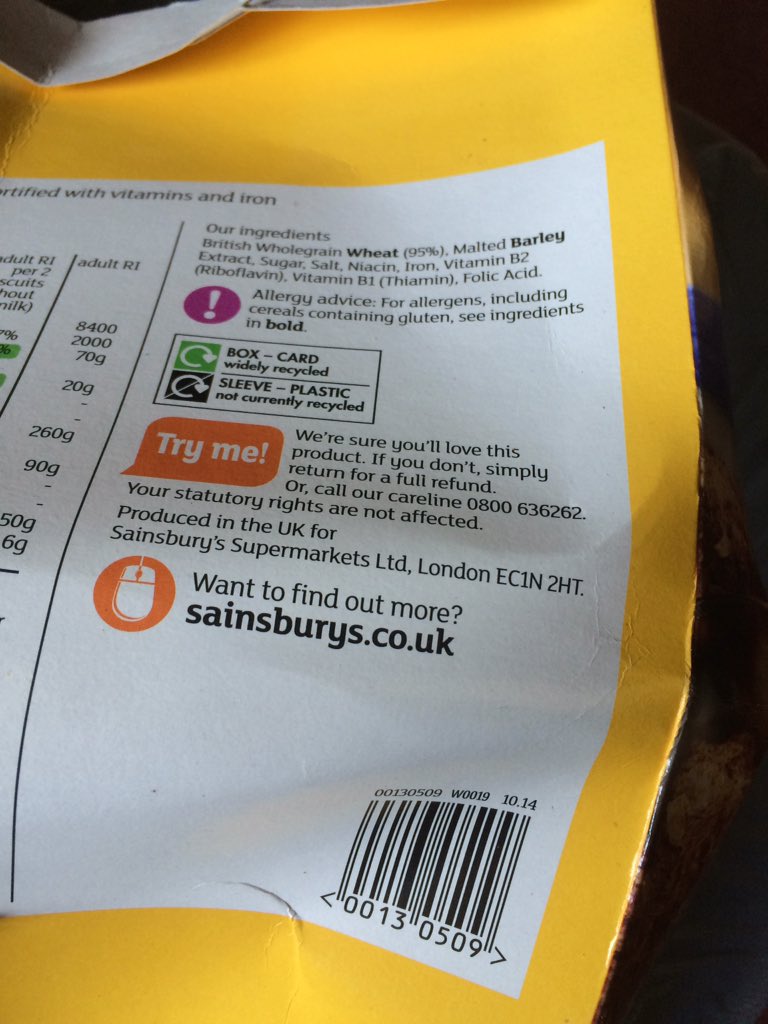 fortified with vitamins and iron
adult RI
per 2
biscuits
without
milk)
7%
%
adult RI
8400
2000
70g
20g
-
-
260g
90g
-
-
50g
6g
Our ingredients
British Wholegrain Wheat (95%), Malted Barley
Extract, Sugar, Salt, Niacin, Iron, Vitamin B2
(Riboflavin), Vitamin B1 (Thiamin), Folic Acid.
!
Allergy advice: For allergens, including
cereals containing gluten, see ingredients
in bold.
BOX – CARD
widely recycled
SLEEVE – PLASTIC
not currently recycled
Try me!
We're sure you'll love this
product. If you don't, simply
return for a full refund.
Or, call our careline 0800 636262.
Your statutory rights are not affected.
Produced in the UK for
Sainsbury's Supermarkets Ltd, London EC1N 2HT.
Want to find out more?
sainsburys.co.uk
00130509 W0019 10.14
<0013 0509>